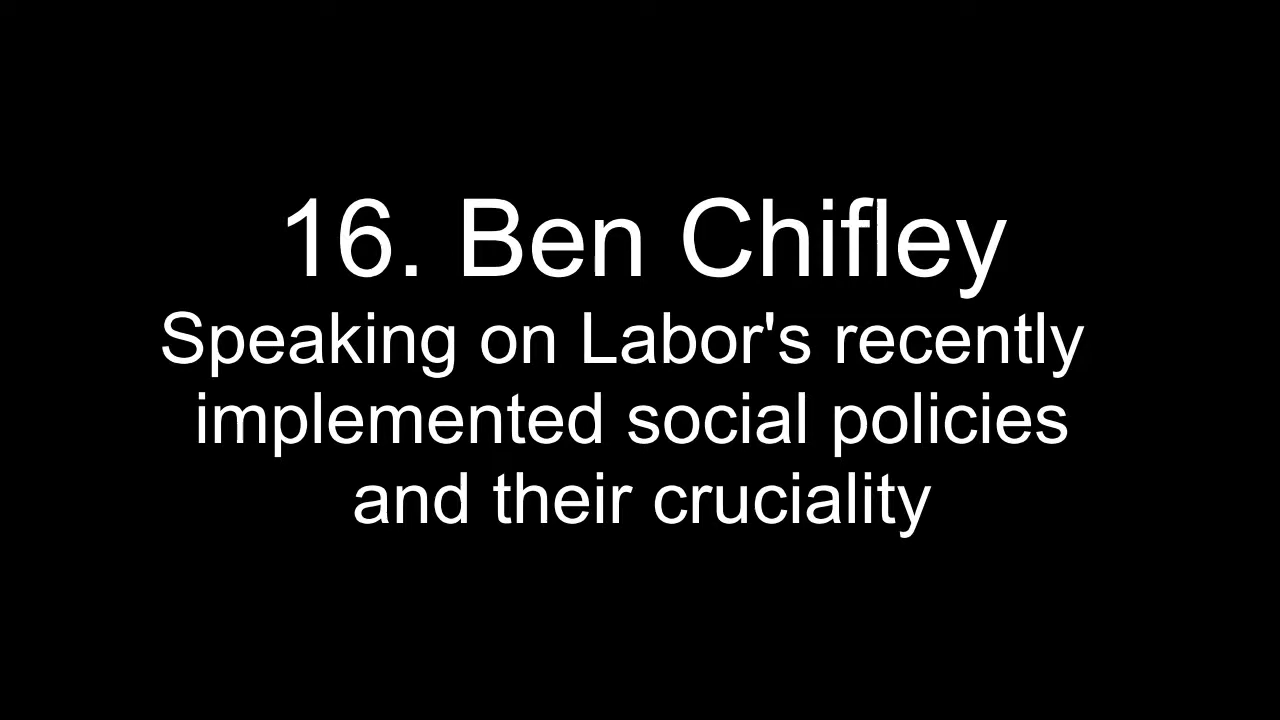 16. Ben Chifley
Speaking on Labor's recently
implemented social policies
and their cruciality